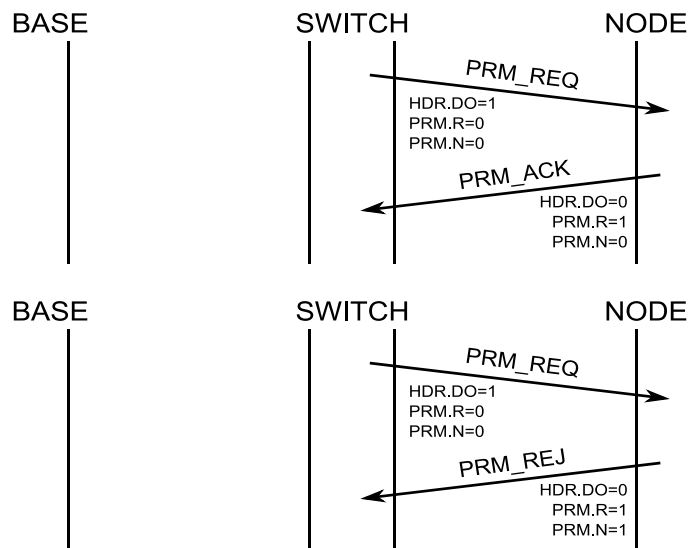 BASE SWITCH NODE
PRM_REQ
HDR.DO=1
PRM.R=0
PRM.N=0
PRM_ACK
HDR.DO=0
PRM.R=1
PRM.N=0
BASE SWITCH NODE
PRM_REQ
HDR.DO=1
PRM.R=0
PRM.N=0
PRM_REJ
HDR.DO=0
PRM.R=1
PRM.N=1